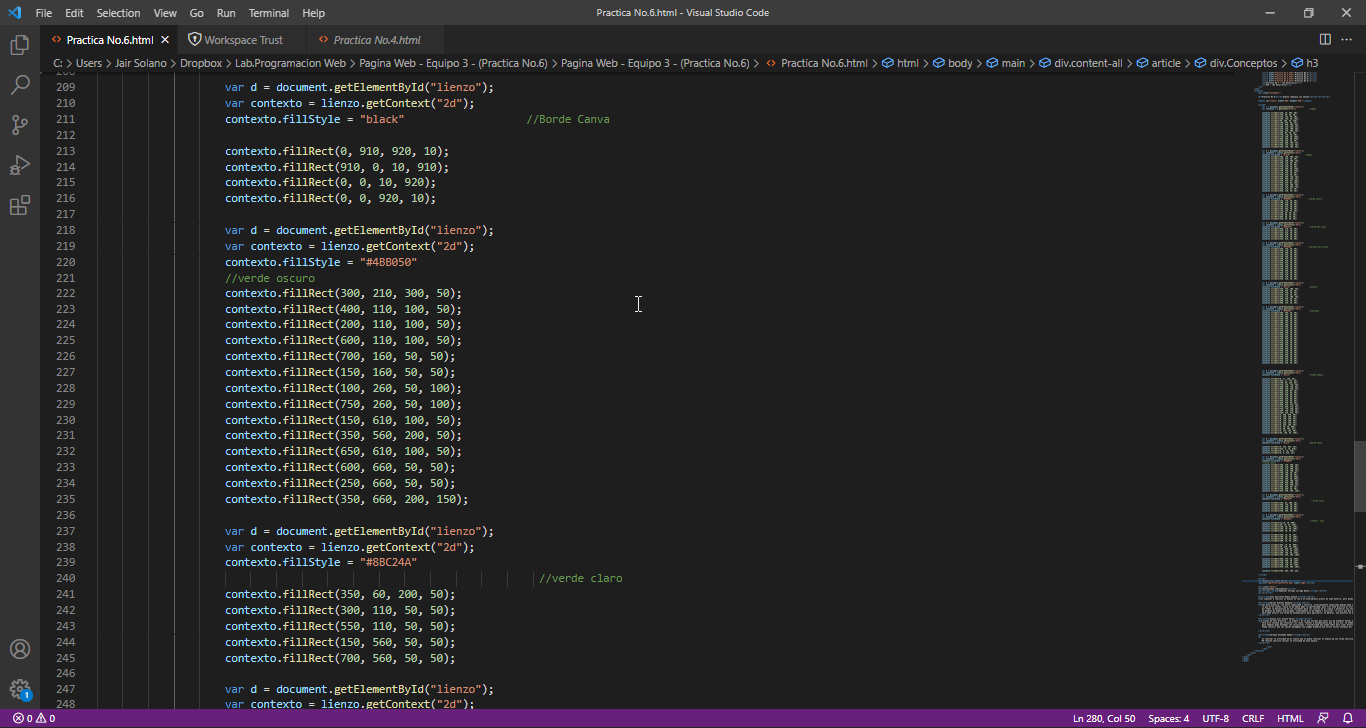 File Edit Selection View Go Run Terminal Help Practica No.6.html - Visual Studio Code
Practica No.6.html Workspace Trust Practica No.4.html
C: > Users > Jair Solano > Dropbox > Lab.Programacion Web > Pagina Web - Equipo 3 - (Practica No.6) > Pagina Web - Equipo 3 - (Practica No.6) > Practica No.6.html > html > body > main > div.content-all > article > div.Conceptos > h3
209 var d = document.getElementById("lienzo");
210 var contexto = lienzo.getContext("2d");
211 contexto.fillStyle = "black" //Borde Canva
212
213 contexto.fillRect(0, 910, 920, 10);
214 contexto.fillRect(910, 0, 10, 910);
215 contexto.fillRect(0, 0, 10, 920);
216 contexto.fillRect(0, 0, 920, 10);
217
218 var d = document.getElementById("lienzo");
219 var contexto = lienzo.getContext("2d");
220 contexto.fillStyle = "#4BB050"
221 //verde oscuro
222 contexto.fillRect(300, 210, 300, 50);
223 contexto.fillRect(400, 110, 100, 50);
224 contexto.fillRect(200, 110, 100, 50);
225 contexto.fillRect(600, 110, 100, 50);
226 contexto.fillRect(700, 160, 50, 50);
227 contexto.fillRect(150, 160, 50, 50);
228 contexto.fillRect(100, 260, 50, 100);
229 contexto.fillRect(750, 260, 50, 100);
230 contexto.fillRect(150, 610, 100, 50);
231 contexto.fillRect(350, 560, 200, 50);
232 contexto.fillRect(650, 610, 100, 50);
233 contexto.fillRect(600, 660, 50, 50);
234 contexto.fillRect(250, 660, 50, 50);
235 contexto.fillRect(350, 660, 200, 150);
236
237 var d = document.getElementById("lienzo");
238 var contexto = lienzo.getContext("2d");
239 contexto.fillStyle = "#8BC24A"
240 //verde claro
241 contexto.fillRect(350, 60, 200, 50);
242 contexto.fillRect(300, 110, 50, 50);
243 contexto.fillRect(550, 110, 50, 50);
244 contexto.fillRect(150, 560, 50, 50);
245 contexto.fillRect(700, 560, 50, 50);
246
247 var d = document.getElementById("lienzo");
248 var contexto = lienzo.getContext("2d");
1
0 0 Ln 280, Col 50 Spaces: 4 UTF-8 CRLF HTML